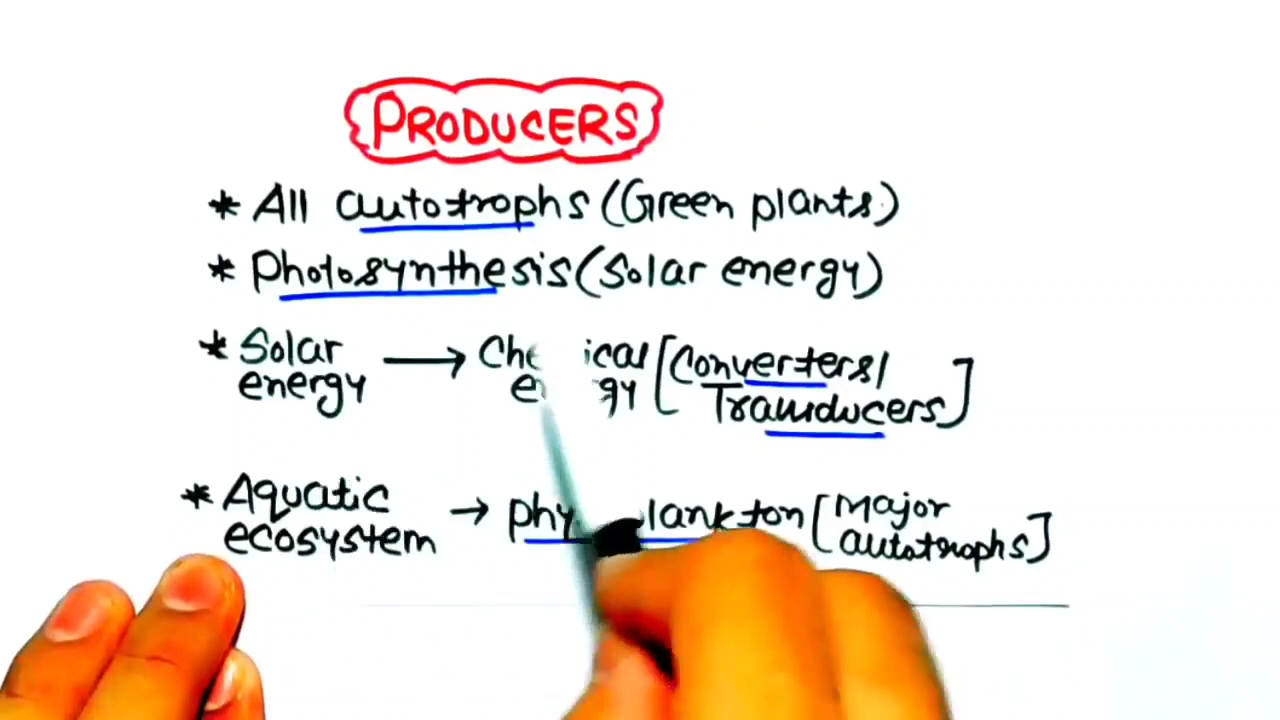 PRODUCERS
* All autotrophs (Green plants)
* Photosynthesis (Solar energy)
* Solar energy → [Converters/ Transducers]
* Aquatic ecosystem → [Major autotrophs]